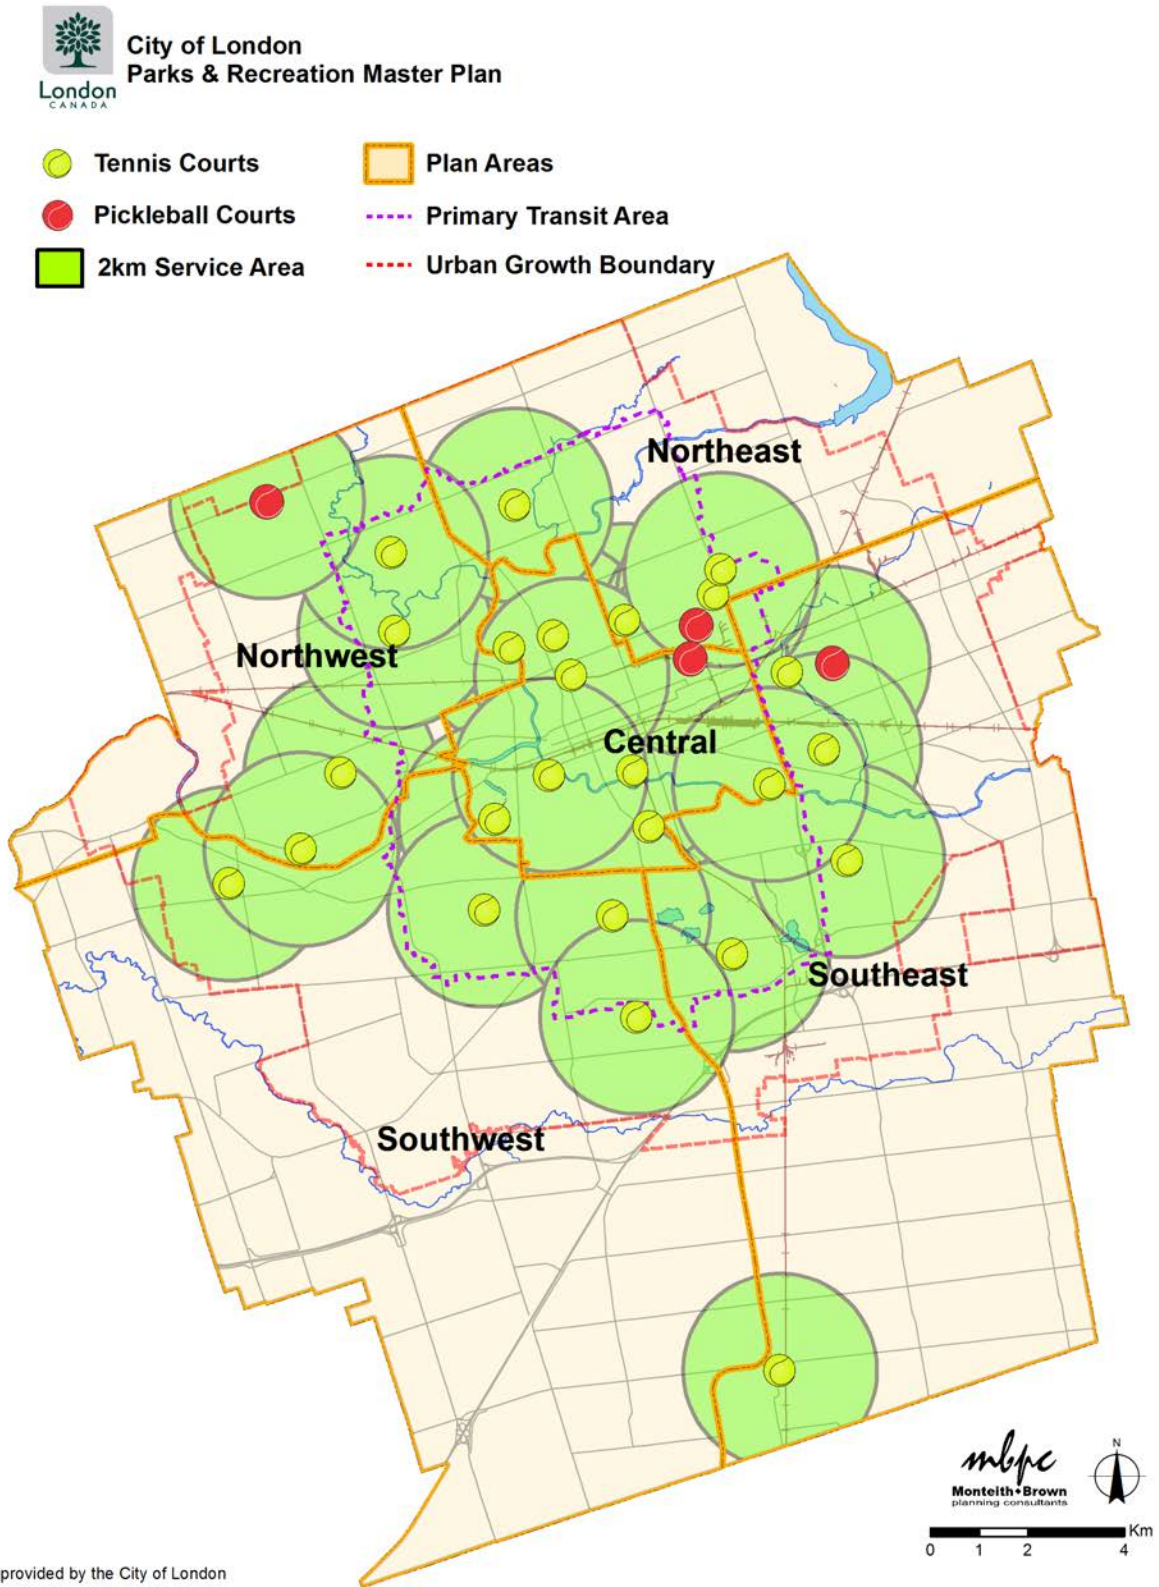 City of London
Parks & Recreation Master Plan
London
CANADA
Tennis Courts
Plan Areas
Pickleball Courts
Primary Transit Area
2km Service Area
Urban Growth Boundary
Northeast
Northwest
Central
Southeast
Southwest
mbpc
Monteith•Brown
planning consultants
N
Km
0 1 2 4
provided by the City of London